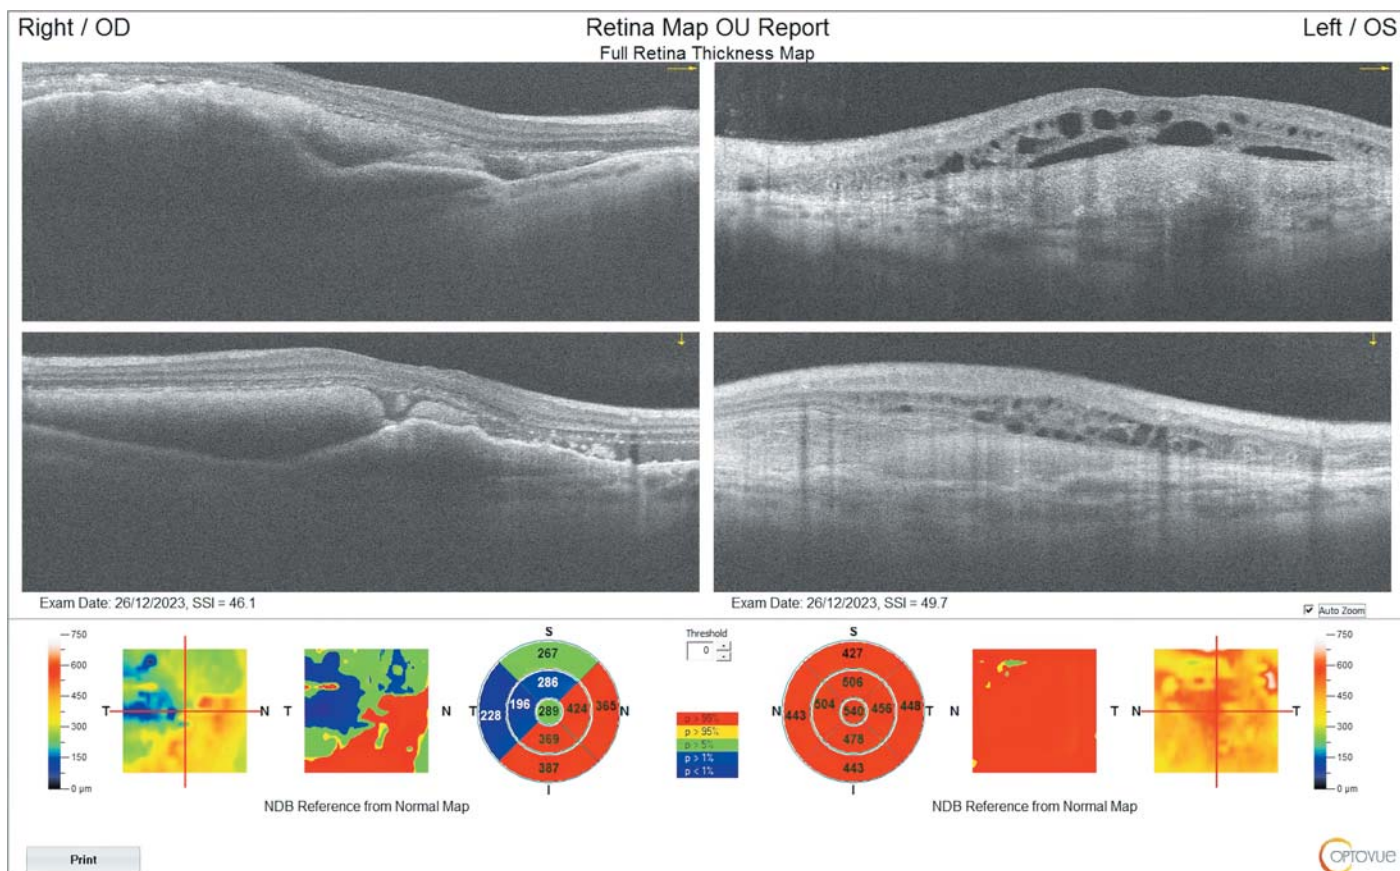 Right / OD
Retina Map OU Report
Left / OS
Full Retina Thickness Map
Exam Date: 26/12/2023, SSI = 46.1
Exam Date: 26/12/2023, SSI = 49.7
Auto Zoom
750
600
450
300
150
0 µm
T
N
T
N
S
267
286
228
196
289
424
365
369
387
I
T
N
NDB Reference from Normal Map
Threshold
0
p > 95%
p > 5%
p > 1%
p < 1%
S
427
506
443
504
540
456
448
478
443
I
N
T
N
T
N
T
750
600
450
300
150
0 µm
NDB Reference from Normal Map
Print
OPTOVUE